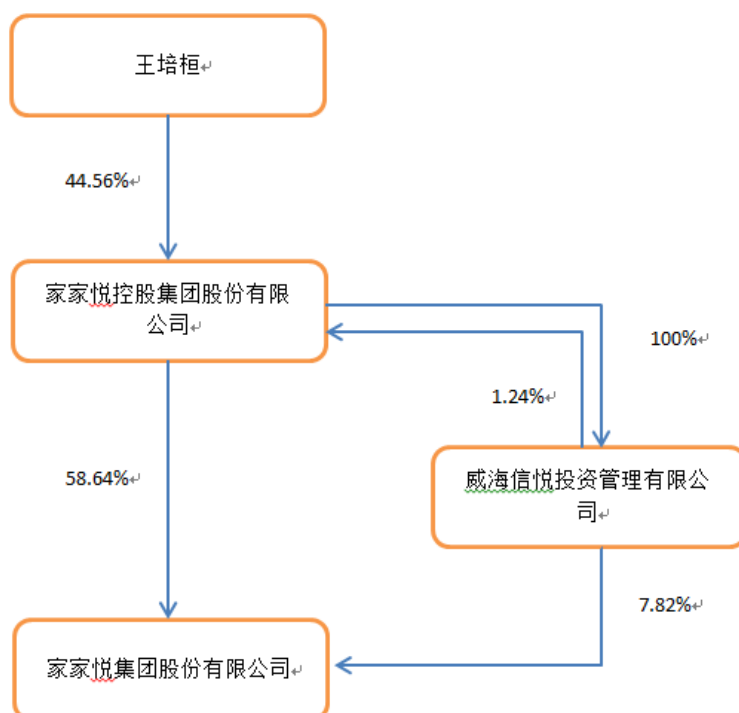 王培桓
44.56%
家家悦控股集团股份有限
公司
100%
1.24%
58.64%
威海信悦投资管理有限公
司
7.82%
家家悦集团股份有限公司